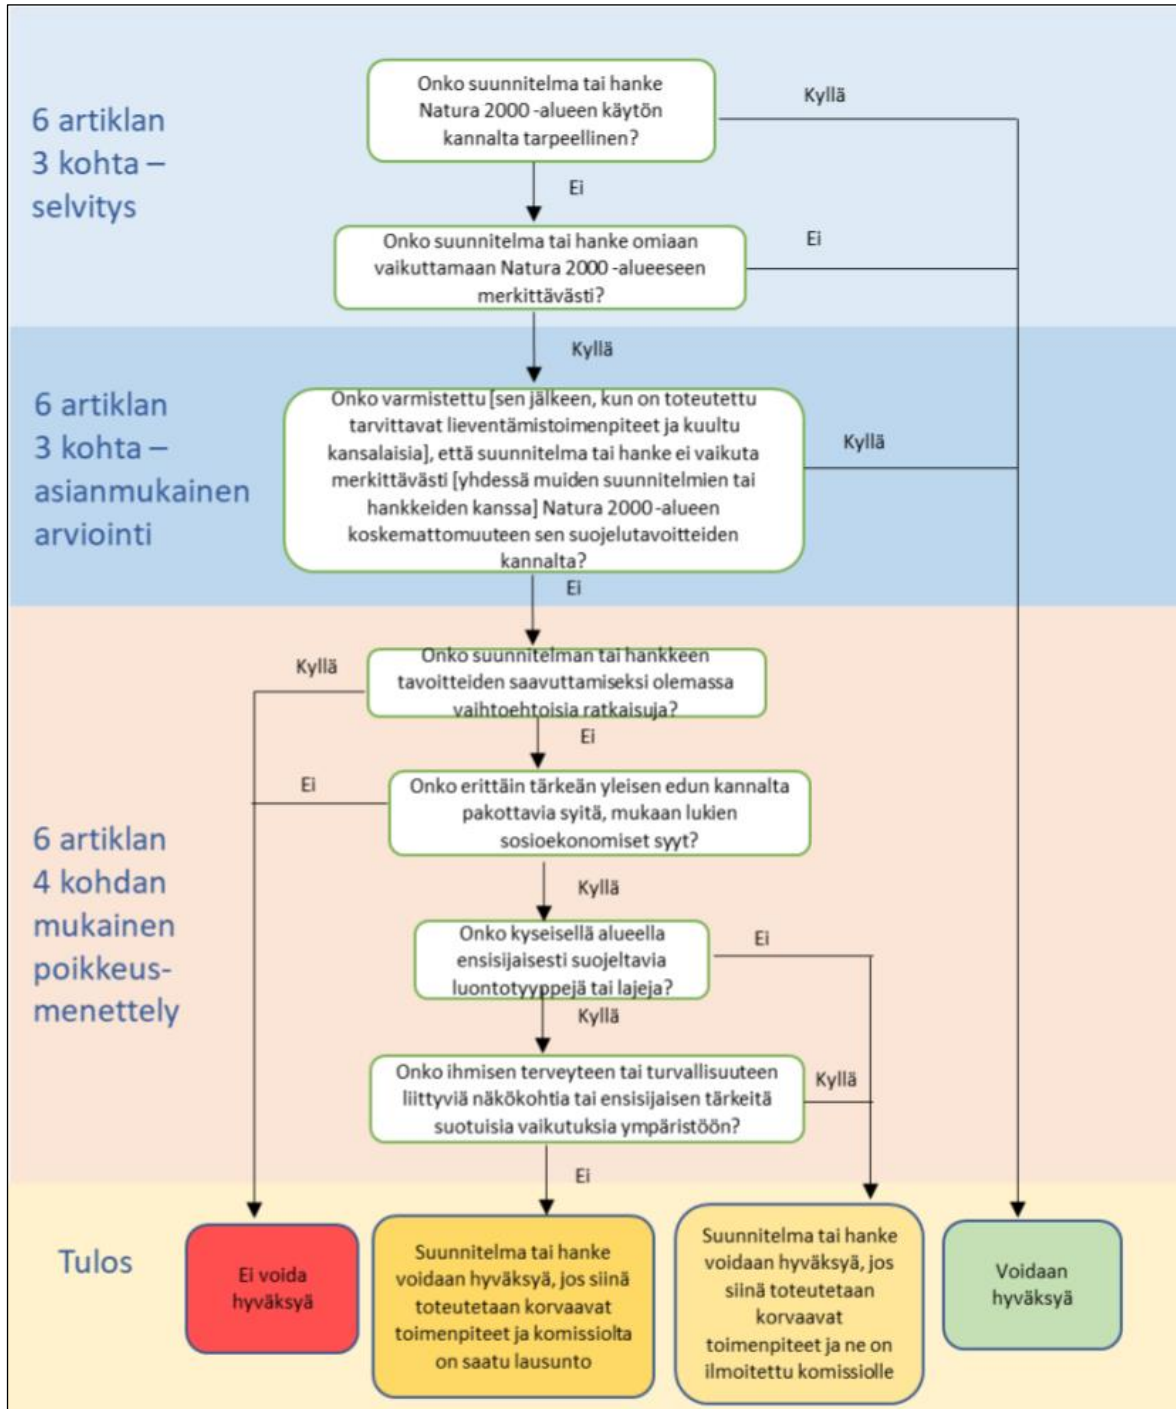 6 artiklan
3 kohta –
selvitys
Onko suunnitelma tai hanke
Natura 2000 -alueen käytön
kannalta tarpeellinen?
Kyllä
Ei
Onko suunnitelma tai hanke omiaan
vaikuttamaan Natura 2000 -alueeseen
merkittävästi?
Ei
Kyllä
6 artiklan
3 kohta –
asianmukainen
arviointi
Onko varmistettu [sen jälkeen, kun on toteutettu
tarvittavat lieventämistoimenpiteet ja kuultu
kansalaisia], että suunnitelma tai hanke ei vaikuta
merkittävästi [yhdessä muiden suunnitelmien tai
hankkeiden kanssa] Natura 2000 -alueen
koskemattomuuteen sen suojelutavoitteiden
kannalta?
Kyllä
Ei
6 artiklan
4 kohdan
mukainen
poikkeus-
menettely
Onko suunnitelman tai hankkeen
tavoitteiden saavuttamiseksi olemassa
vaihtoehtoisia ratkaisuja?
Kyllä
Ei
Onko erittäin tärkeän yleisen edun kannalta
pakottavia syitä, mukaan lukien
sosioekonomiset syyt?
Ei
Kyllä
Onko kyseisellä alueella
ensisijaisesti suojeltavia
luontotyyppejä tai lajeja?
Ei
Kyllä
Onko ihmisen terveyteen tai turvallisuuteen
liittyviä näkökohtia tai ensisijaisen tärkeitä
suotuisia vaikutuksia ympäristöön?
Kyllä
Ei
Tulos
Ei voida
hyväksyä
Suunnitelma tai hanke
voidaan hyväksyä, jos siinä
toteutetaan korvaavat
toimenpiteet ja komissiolta
on saatu lausunto
Suunnitelma tai hanke
voidaan hyväksyä, jos
siinä toteutetaan
korvaavat
toimenpiteet ja ne on
ilmoitettu komissiolle
Voidaan
hyväksyä